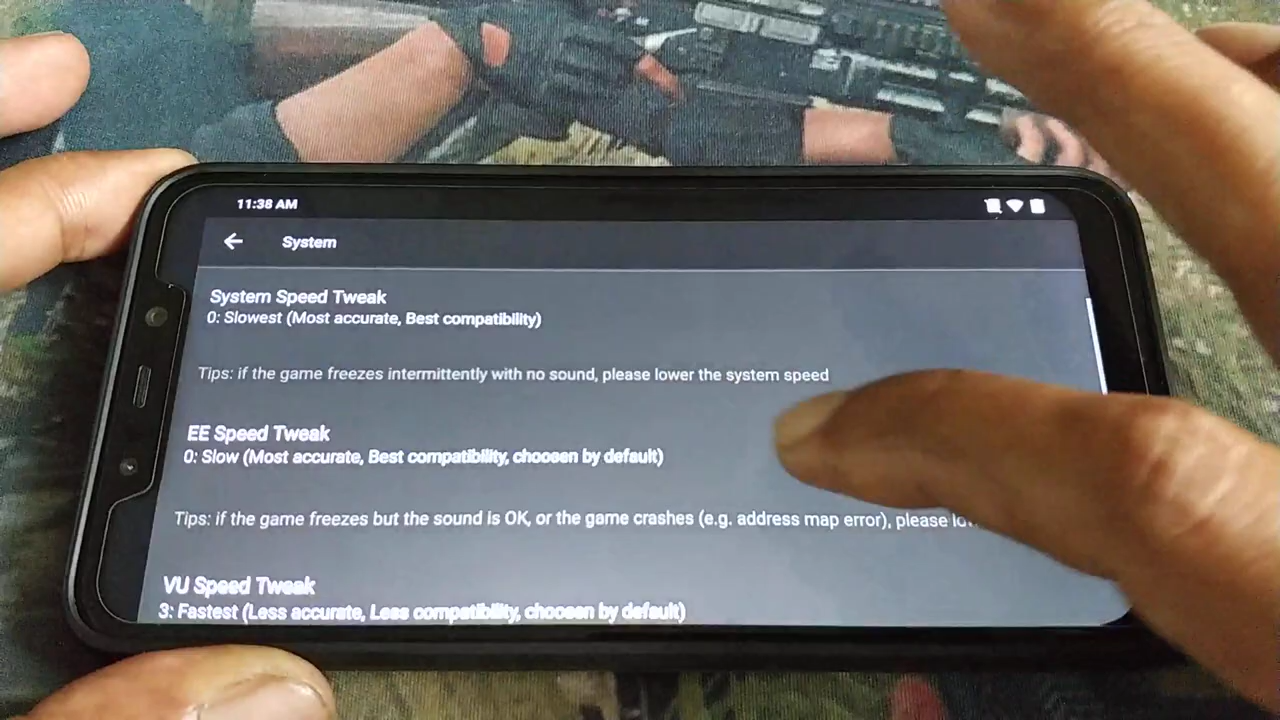 11:38 AM
System
System Speed Tweak
0: Slowest (Most accurate, Best compatibility)
Tips: if the game freezes intermittently with no sound, please lower the system speed
EE Speed Tweak
0: Slow (Most accurate, Best compatibility, choosen by default)
Tips: if the game freezes but the sound is OK, or the game crashes (e.g. address map error), please
VU Speed Tweak
3: Fastest (Less accurate, Less compatibility, choosen by default)